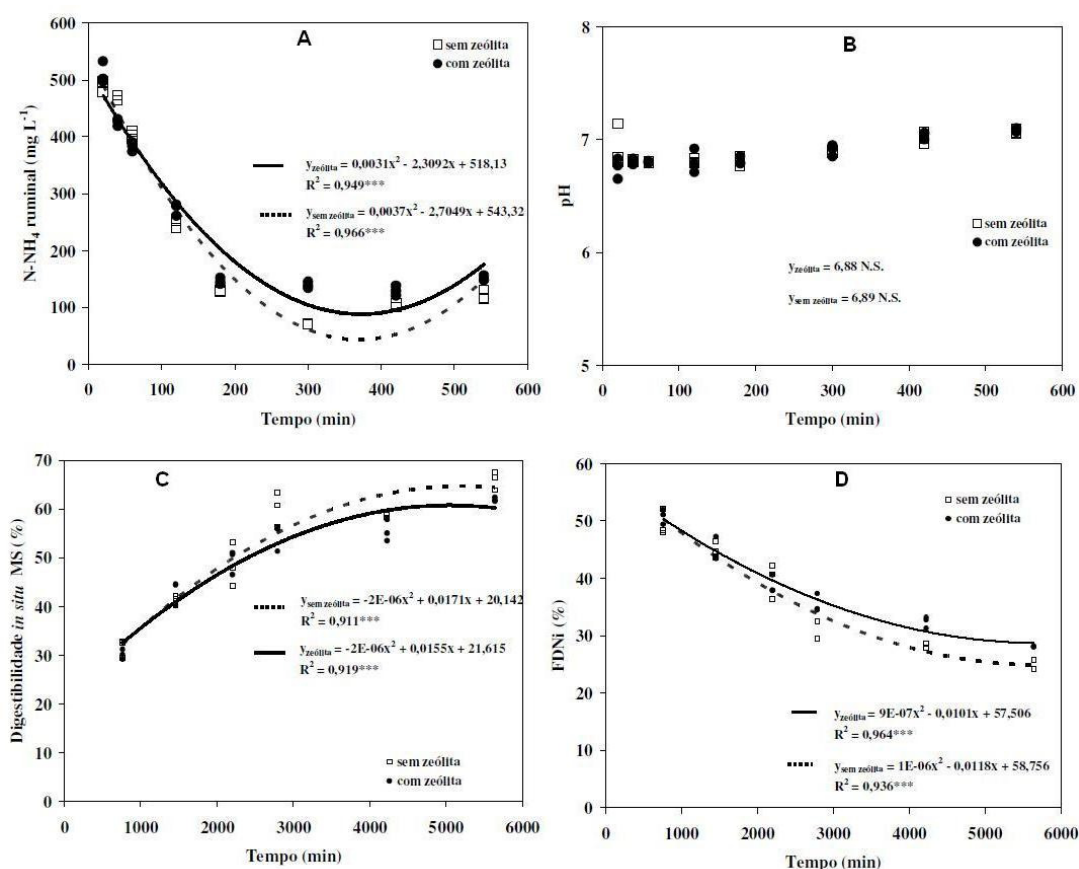 A
N-NH4 ruminal (mg L-1)
600
500
400
300
200
100
0
sem zeólita
com zeólita
yzeólita = 0,0031x2 - 2,3092x + 518,13
R2 = 0,949***
ysem zeólita = 0,0037x2 - 2,7049x + 543,32
R2 = 0,966***
0 100 200 300 400 500 600
Tempo (min)
B
pH
8
7
6
5
sem zeólita
com zeólita
yzeólita = 6,88 N.S.
ysem zeólita = 6,89 N.S.
0 200 400 600
Tempo (min)
C
Digestibilidade in situ MS (%)
70
60
50
40
30
20
10
0
ysem zeólita = -2E-06x2 + 0,0171x + 20,142
R2 = 0,911***
yzeólita = -2E-06x2 + 0,0155x + 21,615
R2 = 0,919***
sem zeólita
com zeólita
0 1000 2000 3000 4000 5000 6000
Tempo (min)
D
FDNi (%)
60
50
40
30
20
10
0
sem zeólita
com zeólita
yzeólita = 9E-07x2 - 0,0101x + 57,506
R2 = 0,964***
ysem zeólita = 1E-06x2 - 0,0118x + 58,756
R2 = 0,936***
0 1000 2000 3000 4000 5000 6000
Tempo (min)